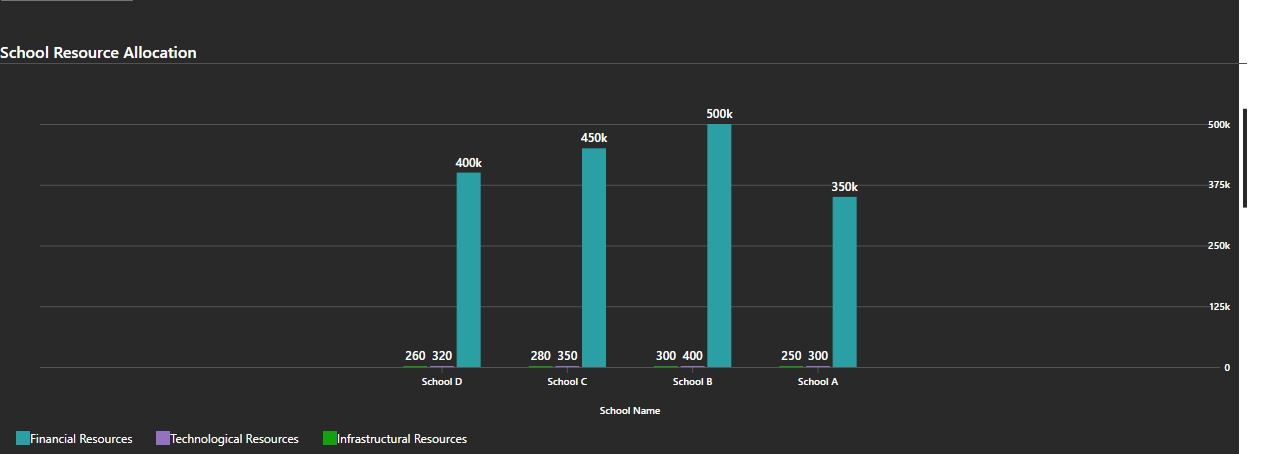 School Resource Allocation
500k
450k
500k
400k
350k
375k
250k
125k
260 320 280 350 300 400 250 300
0
School D School C School B School A
School Name
Financial Resources Technological Resources Infrastructural Resources